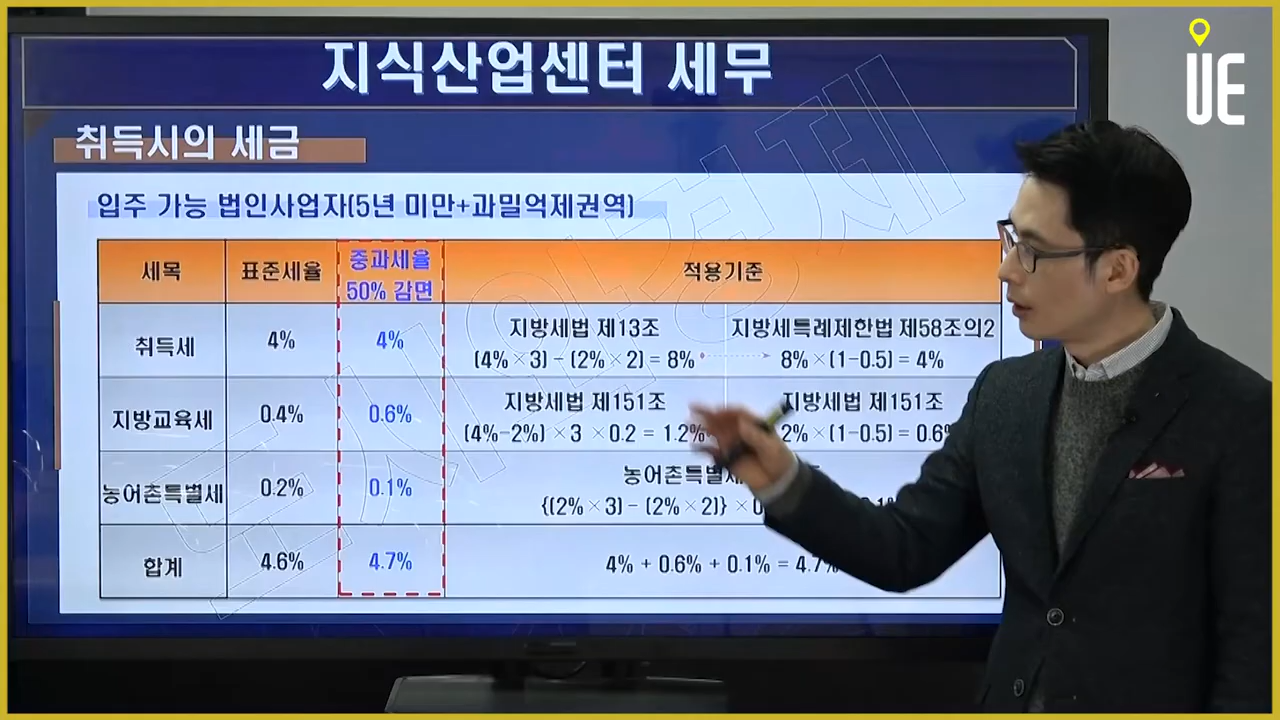 지식산업센터 세무
UE
취득시의 세금
입주 가능 법인사업자(5년 미만+과밀억제권역)
세목 표준세율 중과세율 50% 감면 적용기준
취득세 4% 4% 지방세법 제13조 지방세특례제한법 제58조의2
(4%×3) - (2%×2) = 8% 8%×(1-0.5) = 4%
지방교육세 0.4% 0.6% 지방세법 제151조 지방세법 제151조
(4%-2%) ×3 ×0.2 = 1.2% 2%×(1-0.5) = 0.6%
농어촌특별세 0.2% 0.1% 농어촌특별세
{(2%×3) - (2%×2)} ×0
합계 4.6% 4.7% 4% + 0.6% + 0.1% = 4.7%
도시와경제